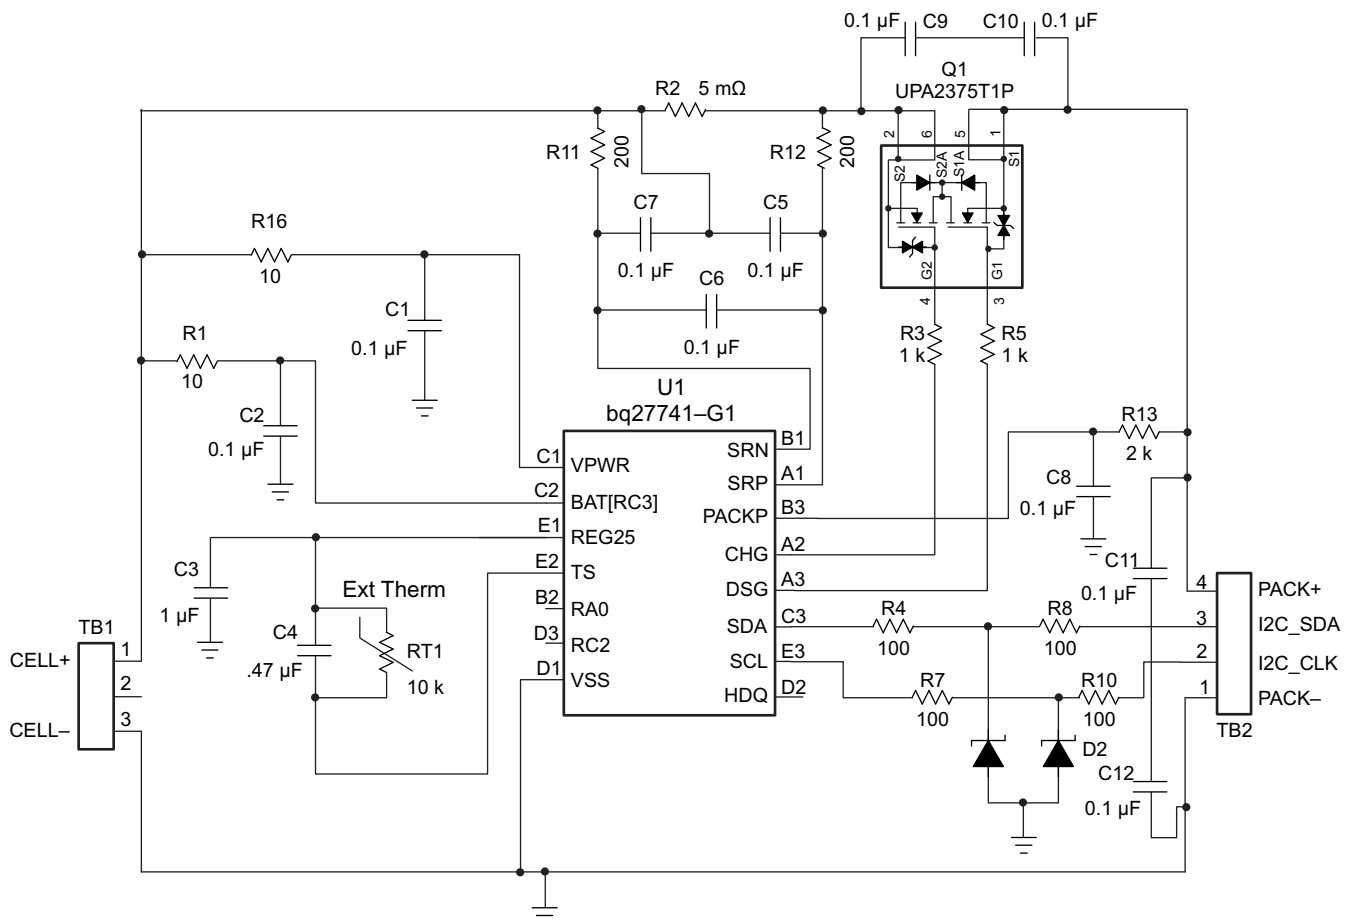 0.1 µF C9 C10 0.1 µF
Q1
UPA2375T1P
R2 5 mΩ
R11 200
R12 200
2 6 5 1
S2 S2A S1A S1
G2 G1
4 3
R3
1 k
R5
1 k
C7
0.1 µF
C5
0.1 µF
C6
0.1 µF
R16
10
C1
0.1 µF
R1
10
C2
0.1 µF
U1
bq27741–G1
C1 VPWR
C2 BAT[RC3]
E1 REG25
E2 TS
B2 RA0
D3 RC2
D1 VSS
SRN B1
SRP A1
PACKP B3
CHG A2
DSG A3
SDA C3
SCL E3
HDQ D2
R13
2 k
C8
0.1 µF
C11
0.1 µF
C3
1 µF
Ext Therm
C4
.47 µF
RT1
10 k
TB1
CELL+ 1
2
CELL– 3
R4
100
R8
100
R7
100
R10
100
D2
C12
0.1 µF
4 PACK+
3 I2C_SDA
2 I2C_CLK
1 PACK–
TB2